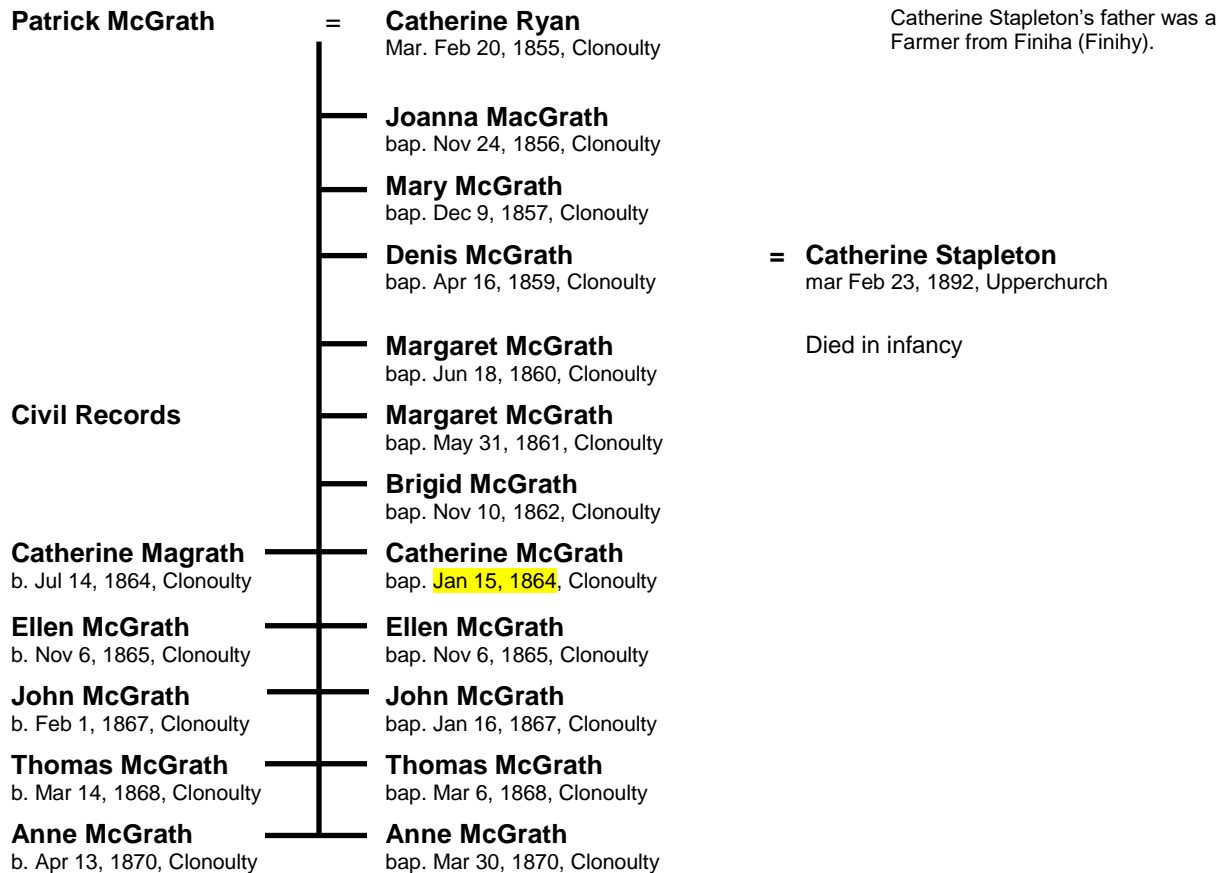 Patrick McGrath = Catherine Ryan
Mar. Feb 20, 1855, Clonoulty
Catherine Stapleton’s father was a
Farmer from Finiha (Finihy).
Joanna MacGrath
bap. Nov 24, 1856, Clonoulty
Mary McGrath
bap. Dec 9, 1857, Clonoulty
Denis McGrath = Catherine Stapleton
bap. Apr 16, 1859, Clonoulty mar Feb 23, 1892, Upperchurch
Margaret McGrath Died in infancy
bap. Jun 18, 1860, Clonoulty
Civil Records Margaret McGrath
bap. May 31, 1861, Clonoulty
Brigid McGrath
bap. Nov 10, 1862, Clonoulty
Catherine Magrath Catherine McGrath
b. Jul 14, 1864, Clonoulty bap. Jan 15, 1864, Clonoulty
Ellen McGrath Ellen McGrath
b. Nov 6, 1865, Clonoulty bap. Nov 6, 1865, Clonoulty
John McGrath John McGrath
b. Feb 1, 1867, Clonoulty bap. Jan 16, 1867, Clonoulty
Thomas McGrath Thomas McGrath
b. Mar 14, 1868, Clonoulty bap. Mar 6, 1868, Clonoulty
Anne McGrath Anne McGrath
b. Apr 13, 1870, Clonoulty bap. Mar 30, 1870, Clonoulty